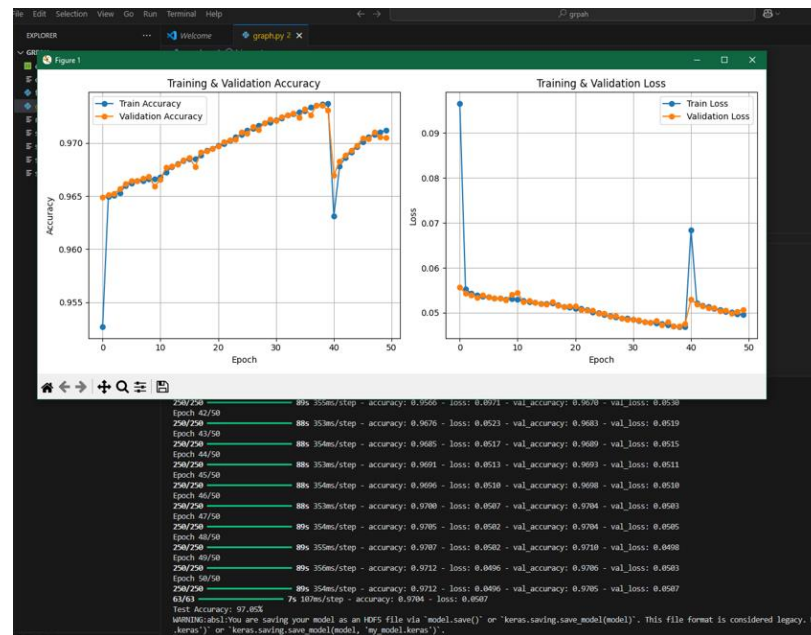 File Edit Selection View Go Run Terminal Help
grpah
EXPLORER
Welcome
graph.py 2
Figure 1
Training & Validation Accuracy
Train Accuracy
Validation Accuracy
0.970
0.965
0.960
0.955
Accuracy
0 10 20 30 40 50
Epoch
Training & Validation Loss
Train Loss
Validation Loss
0.09
0.08
0.07
0.06
0.05
Loss
0 10 20 30 40 50
Epoch
250/250 89s 355ms/step - accuracy: 0.9566 - loss: 0.0971 - val_accuracy: 0.9670 - val_loss: 0.0530
Epoch 42/50
250/250 88s 353ms/step - accuracy: 0.9676 - loss: 0.0523 - val_accuracy: 0.9683 - val_loss: 0.0519
Epoch 43/50
250/250 88s 354ms/step - accuracy: 0.9685 - loss: 0.0517 - val_accuracy: 0.9689 - val_loss: 0.0515
Epoch 44/50
250/250 88s 353ms/step - accuracy: 0.9691 - loss: 0.0513 - val_accuracy: 0.9693 - val_loss: 0.0511
Epoch 45/50
250/250 88s 354ms/step - accuracy: 0.9696 - loss: 0.0510 - val_accuracy: 0.9698 - val_loss: 0.0510
Epoch 46/50
250/250 88s 353ms/step - accuracy: 0.9700 - loss: 0.0507 - val_accuracy: 0.9704 - val_loss: 0.0503
Epoch 47/50
250/250 89s 354ms/step - accuracy: 0.9705 - loss: 0.0502 - val_accuracy: 0.9704 - val_loss: 0.0505
Epoch 48/50
250/250 89s 355ms/step - accuracy: 0.9707 - loss: 0.0502 - val_accuracy: 0.9710 - val_loss: 0.0498
Epoch 49/50
250/250 89s 356ms/step - accuracy: 0.9712 - loss: 0.0496 - val_accuracy: 0.9706 - val_loss: 0.0503
Epoch 50/50
250/250 89s 354ms/step - accuracy: 0.9712 - loss: 0.0496 - val_accuracy: 0.9705 - val_loss: 0.0507
63/63 7s 107ms/step - accuracy: 0.9704 - loss: 0.0507
Test Accuracy: 97.05%
WARNING:absl:You are saving your model as an HDF5 file via `model.save()` or `keras.saving.save_model(model)`. This file format is considered legacy.
.keras')` or `keras.saving.save_model(model, 'my_model.keras')`.